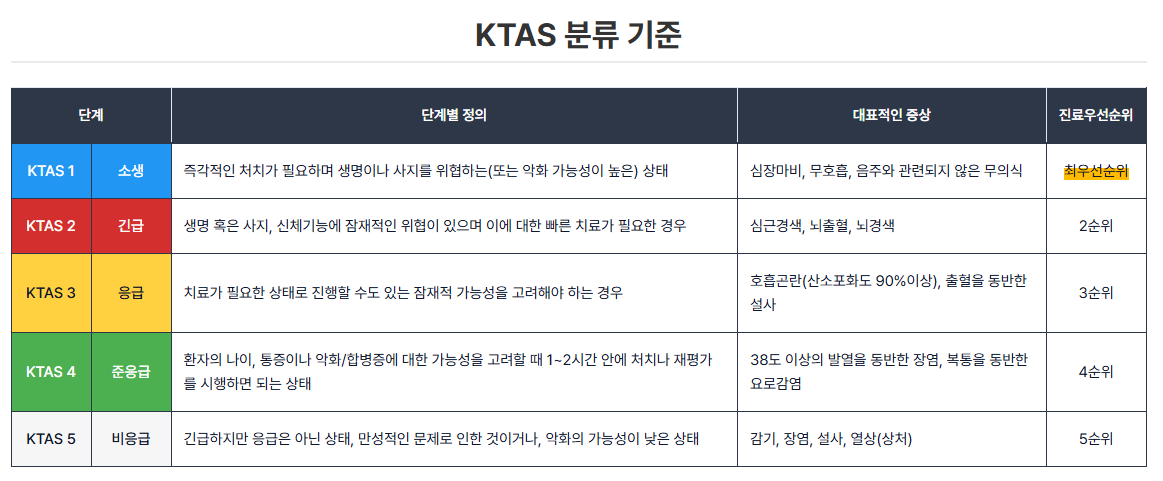 KTAS 분류 기준
단계 단계별 정의 대표적인 증상 진료우선순위
KTAS 1 소생 즉각적인 처치가 필요하며 생명이나 사지를 위협하는(또는 악화 가능성이 높은) 상태 심장마비, 무호흡, 음주와 관련되지 않은 무의식 최우선순위
KTAS 2 긴급 생명 혹은 사지, 신체기능에 잠재적인 위협이 있으며 이에 대한 빠른 치료가 필요한 경우 심근경색, 뇌출혈, 뇌경색 2순위
KTAS 3 응급 치료가 필요한 상태로 진행할 수도 있는 잠재적 가능성을 고려해야 하는 경우 호흡곤란(산소포화도 90%이상), 출혈을 동반한
설사 3순위
KTAS 4 준응급 환자의 나이, 통증이나 악화/합병증에 대한 가능성을 고려할 때 1~2시간 안에 처치나 재평가
를 시행하면 되는 상태 38도 이상의 발열을 동반한 장염, 복통을 동반한
요로감염 4순위
KTAS 5 비응급 긴급하지만 응급은 아닌 상태, 만성적인 문제로 인한 것이거나, 악화의 가능성이 낮은 상태 감기, 장염, 설사, 열상(상처) 5순위